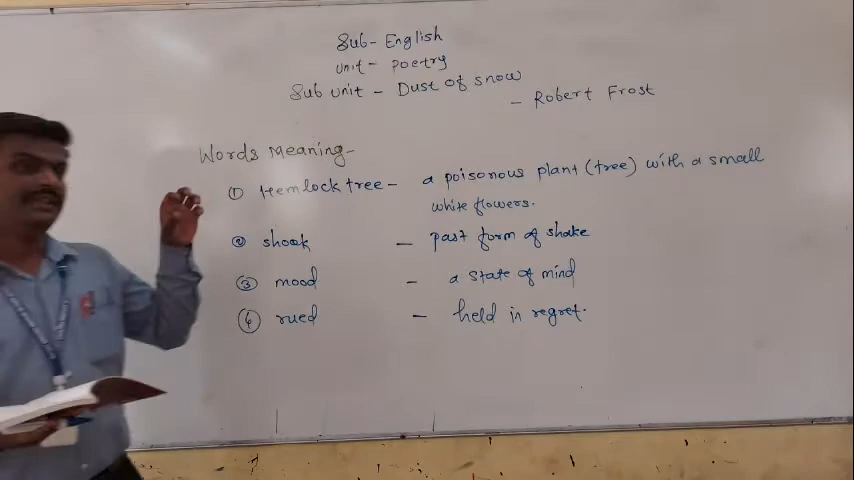 Sub - English
unit - poetry
Sub unit - Dust of snow
- Robert Frost
Words Meaning -
① Hemlock tree - a poisonous plant (tree) with a small
white flowers.
② shook - past form of shake
③ mood - a state of mind
④ rued - held in regret.